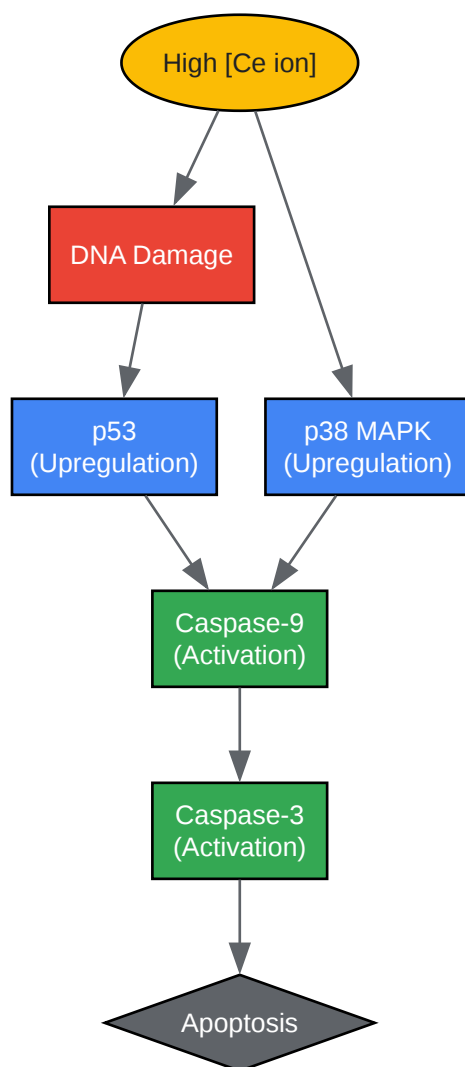 High [Ce ion]
DNA Damage
p53
(Upregulation)
p38 MAPK
(Upregulation)
Caspase-9
(Activation)
Caspase-3
(Activation)
Apoptosis